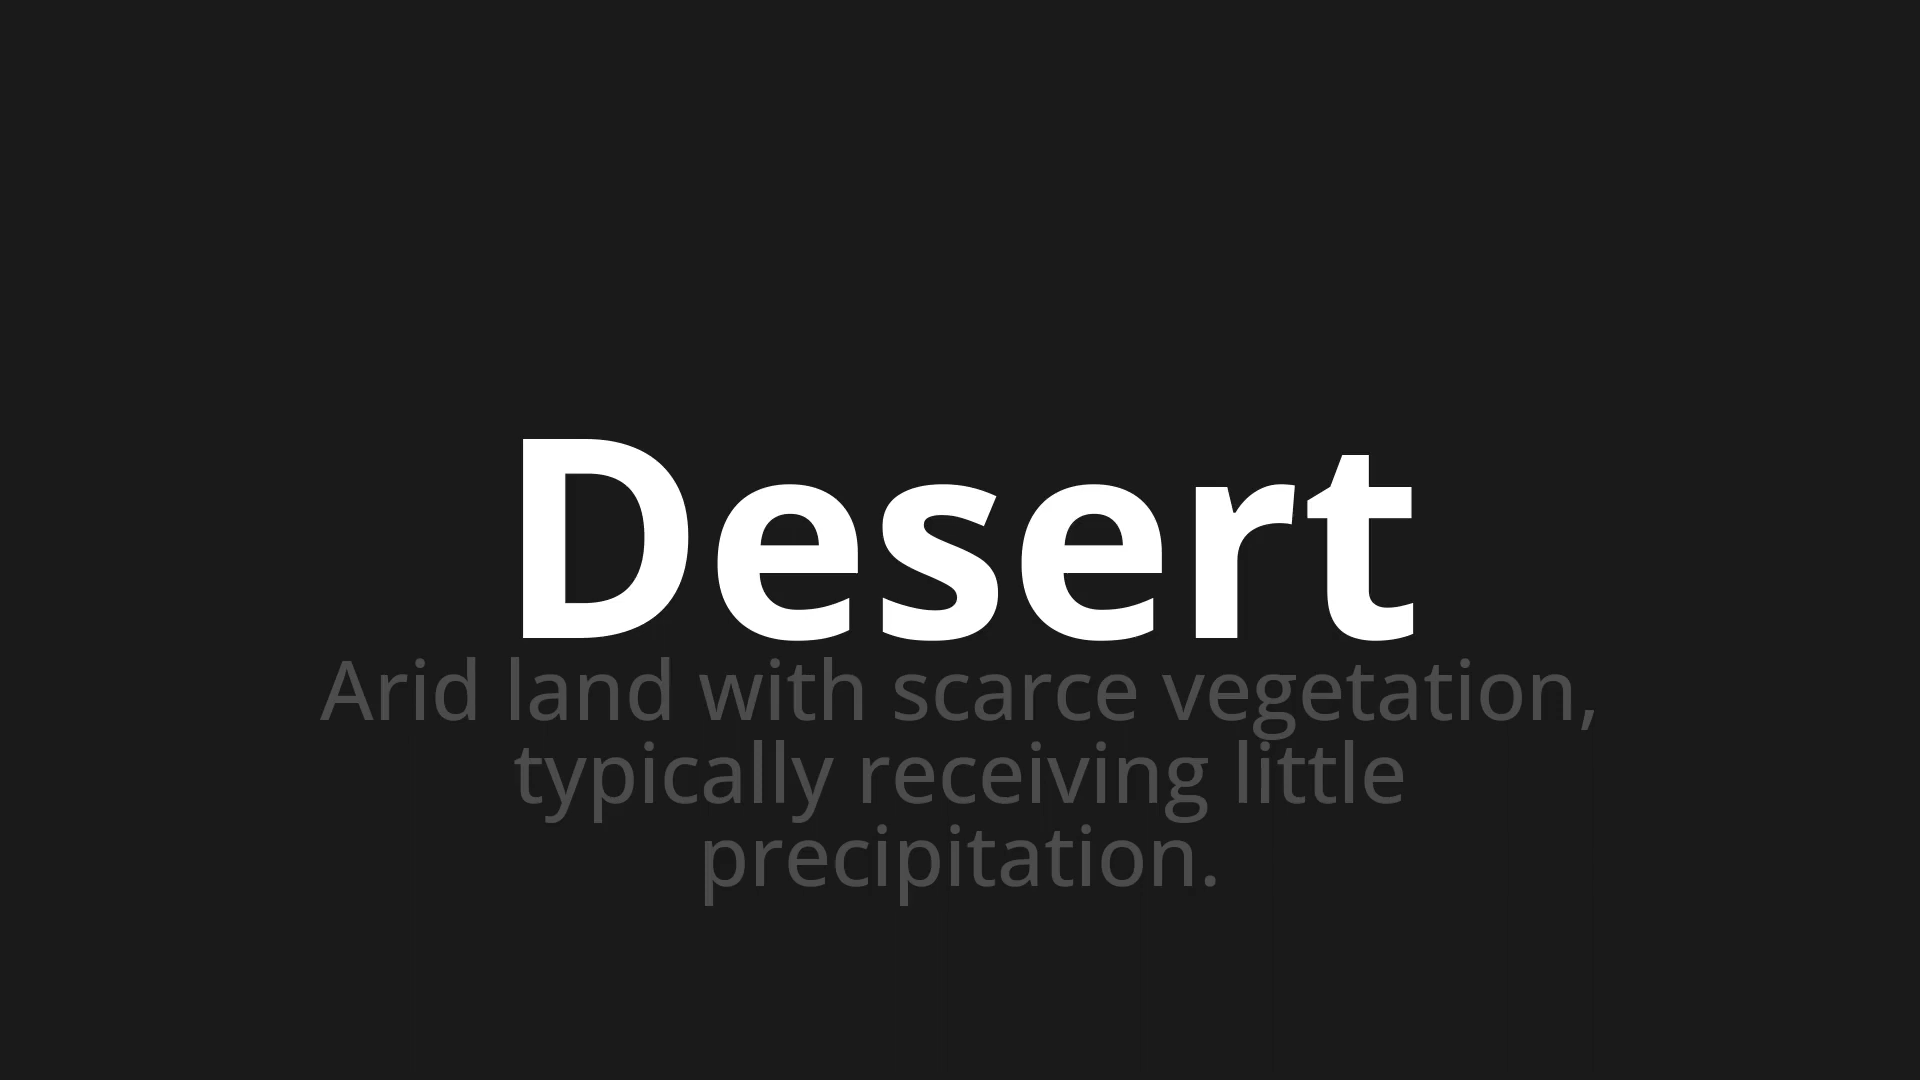 Desert
Arid land with scarce vegetation,
typically receiving little
precipitation.